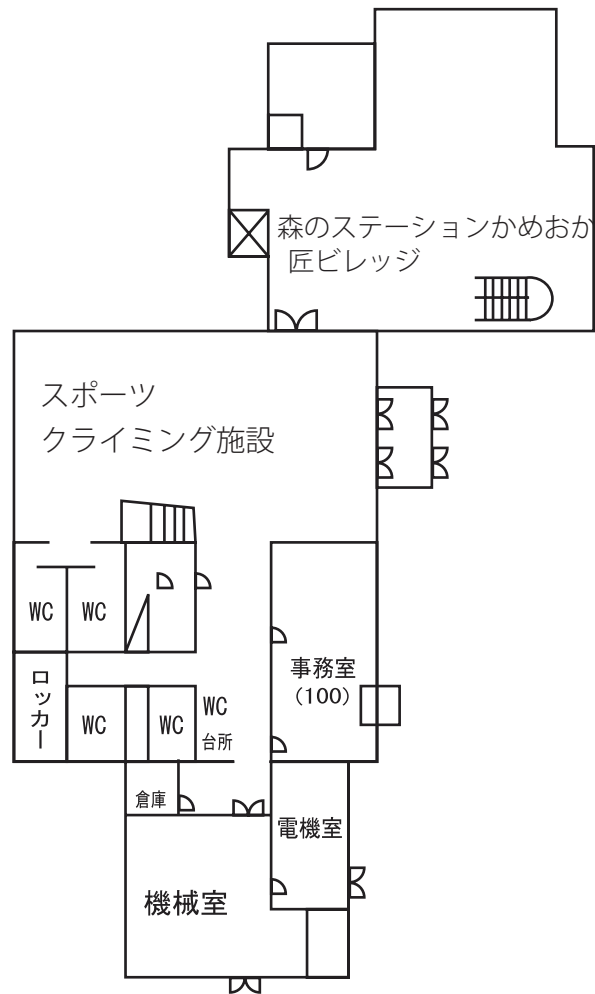 森のステーションかめおか
匠ビレッジ
スポーツ
クライミング施設
WC
WC
事務室
(100)
ロッカー
WC
WC
WC
台所
倉庫
電機室
機械室